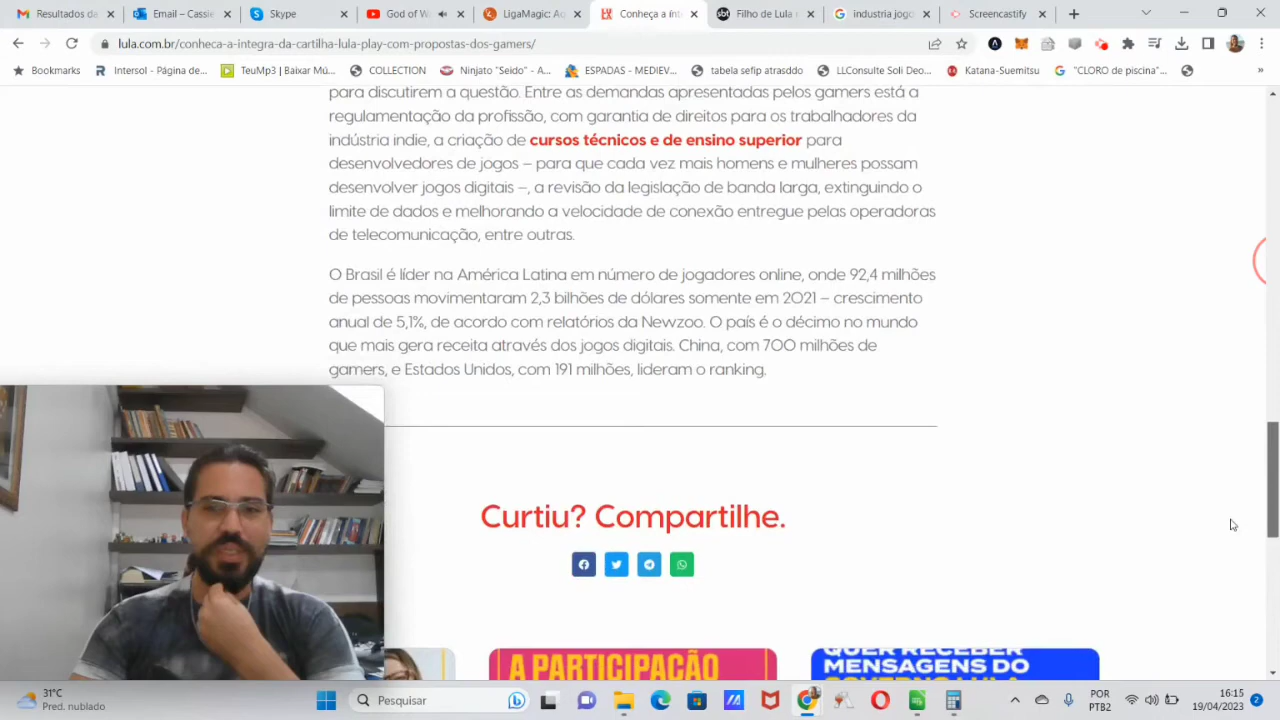 Resultados da
Email – Cassie
Skype
God of W
LigaMagic: Ao
Conheça a ínt
Filho de Lula
industria jogo
Screencastify
lula.com.br/conheca-a-integra-da-cartilha-lula-play-com-propostas-dos-gamers/
Bookmarks
Intersol - Página de...
TeuMp3 | Baixar Mú...
COLLECTION
Ninjato "Seido" - A...
ESPADAS - MEDIEV...
tabela sefip atrasddo
LLConsulte Soli Deo...
Katana-Suemitsu
"CLORO de piscina"...
»
para discutirem a questão. Entre as demandas apresentadas pelos gamers está a
regulamentação da profissão, com garantia de direitos para os trabalhadores da
indústria indie, a criação de cursos técnicos e de ensino superior para
desenvolvedores de jogos – para que cada vez mais homens e mulheres possam
desenvolver jogos digitais –, a revisão da legislação de banda larga, extinguindo o
limite de dados e melhorando a velocidade de conexão entregue pelas operadoras
de telecomunicação, entre outras.
O Brasil é líder na América Latina em número de jogadores online, onde 92,4 milhões
de pessoas movimentaram 2,3 bilhões de dólares somente em 2021 – crescimento
anual de 5,1%, de acordo com relatórios da Newzoo. O país é o décimo no mundo
que mais gera receita através dos jogos digitais. China, com 700 milhões de
gamers, e Estados Unidos, com 191 milhões, lideram o ranking.
Curtiu? Compartilhe.
A PARTICIPAÇÃO
QUER RECEBER
MENSAGENS DO
GOVERNO LULA
31°C
Pred. nublado
Pesquisar
POR
PTB2
16:15
19/04/2023
2